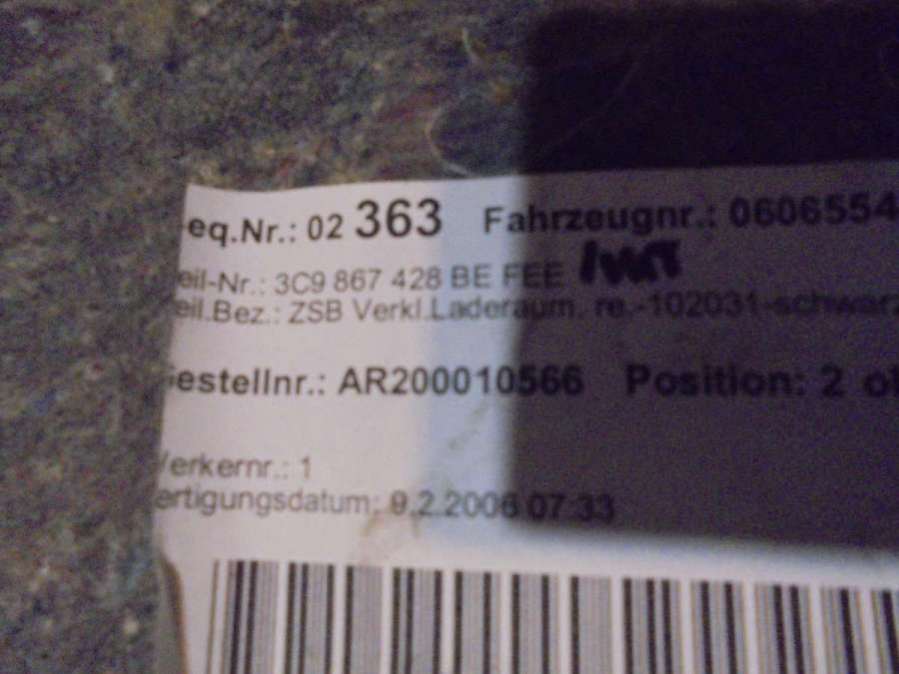 eq.Nr.: 02 363 Fahrzeugnr.: 0606554
eil-Nr.: 3C9 867 428 BE FEE
eil.Bez.: ZSB Verkl.Laderaum. re.-102031-schwarz
estellnr.: AR200010566 Position: 2 o
erkernr.: 1
ertigungsdatum: 9.2.2006 07:33